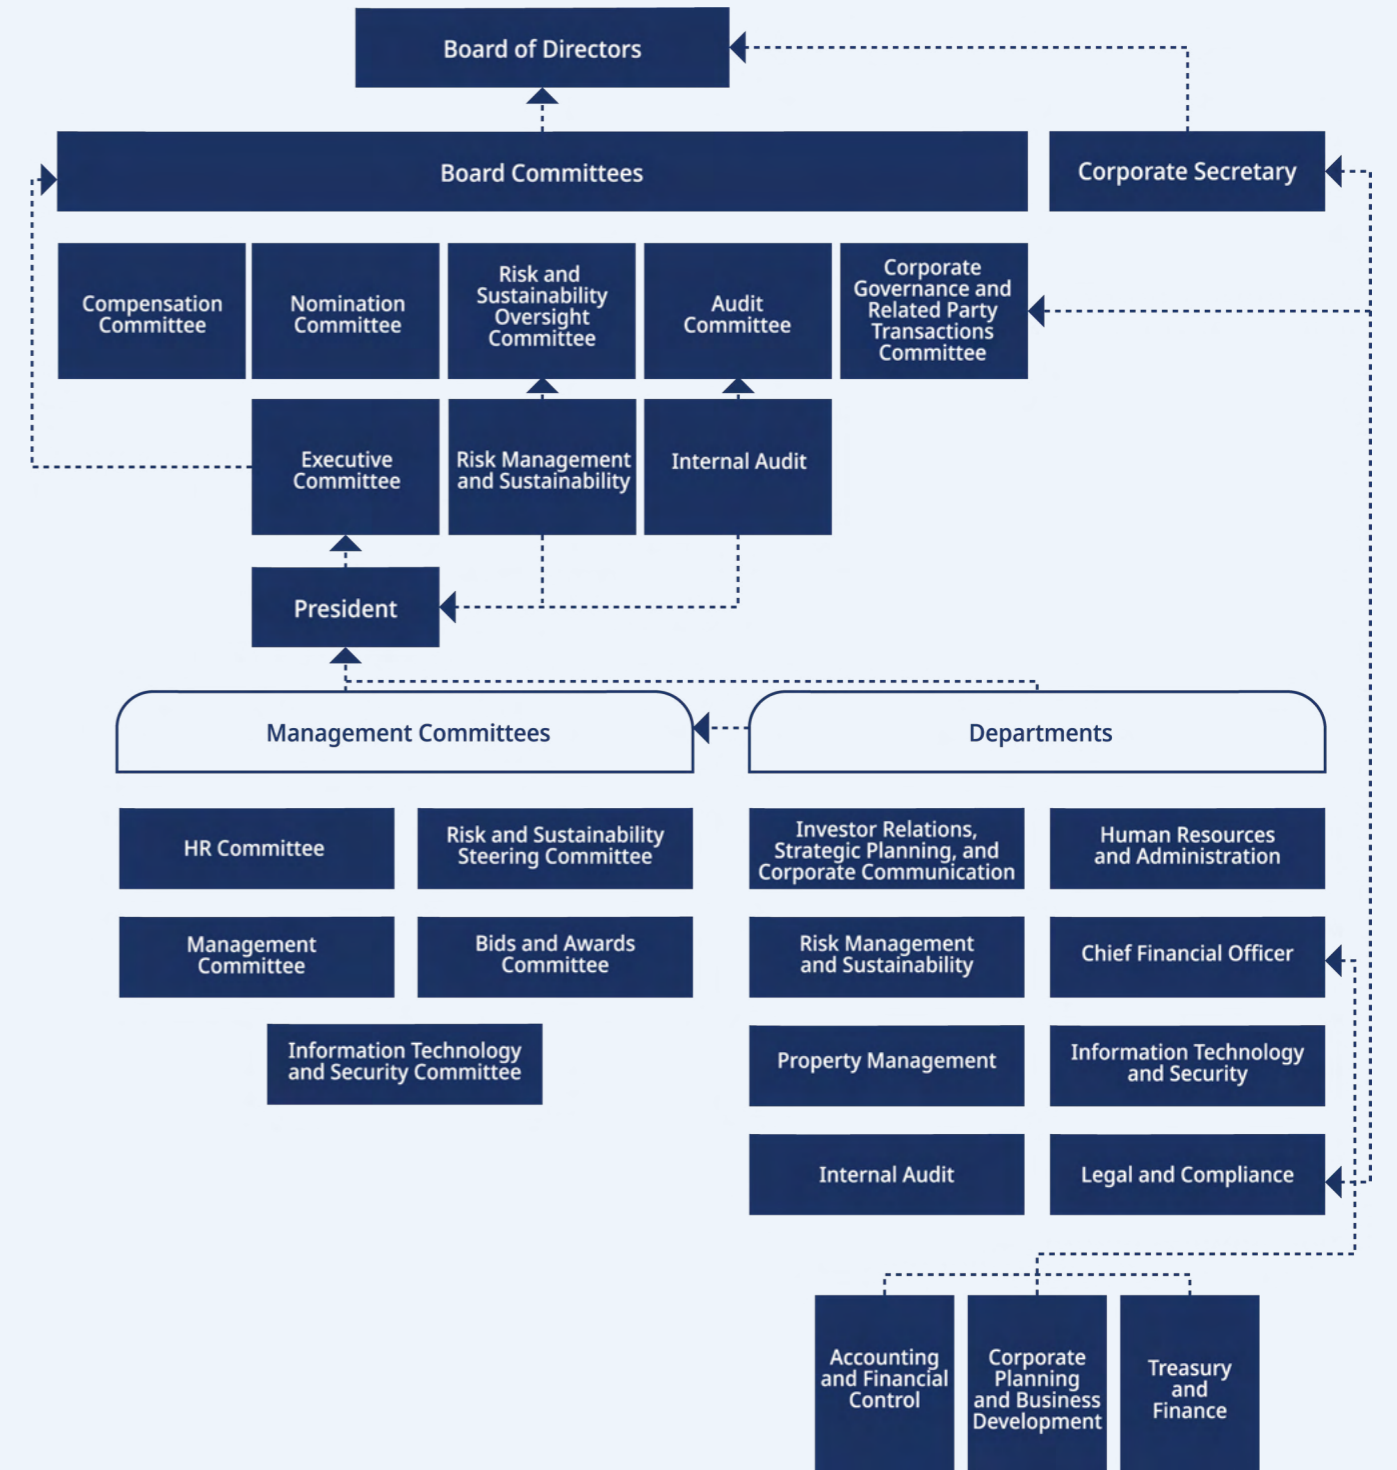 Board of Directors
Board Committees
Corporate Secretary
Compensation
Committee
Nomination
Committee
Risk and
Sustainability
Oversight
Committee
Audit
Committee
Corporate
Governance and
Related Party
Transactions
Committee
Executive
Committee
Risk Management
and Sustainability
Internal Audit
President
Management Committees
Departments
HR Committee
Risk and Sustainability
Steering Committee
Investor Relations,
Strategic Planning, and
Corporate Communication
Human Resources
and Administration
Management
Committee
Bids and Awards
Committee
Risk Management
and Sustainability
Chief Financial Officer
Information Technology
and Security Committee
Property Management
Information Technology
and Security
Internal Audit
Legal and Compliance
Accounting
and Financial
Control
Corporate
Planning
and Business
Development
Treasury
and
Finance